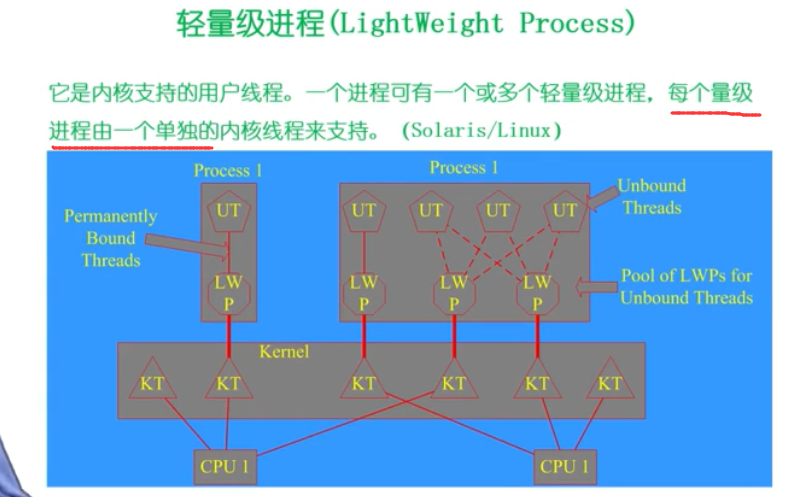 轻量级进程(LightWeight Process)
它是内核支持的用户线程。一个进程可有一个或多个轻量级进程，每个量级
进程由一个单独的内核线程来支持。（Solaris/Linux）
Process 1
Process 1
UT
UT
UT
UT
UT
Unbound
Threads
Permanently
Bound
Threads
LW
P
LW
P
LW
P
LW
P
Pool of LWPs for
Unbound Threads
Kernel
KT
KT
KT
KT
KT
KT
CPU 1
CPU 1